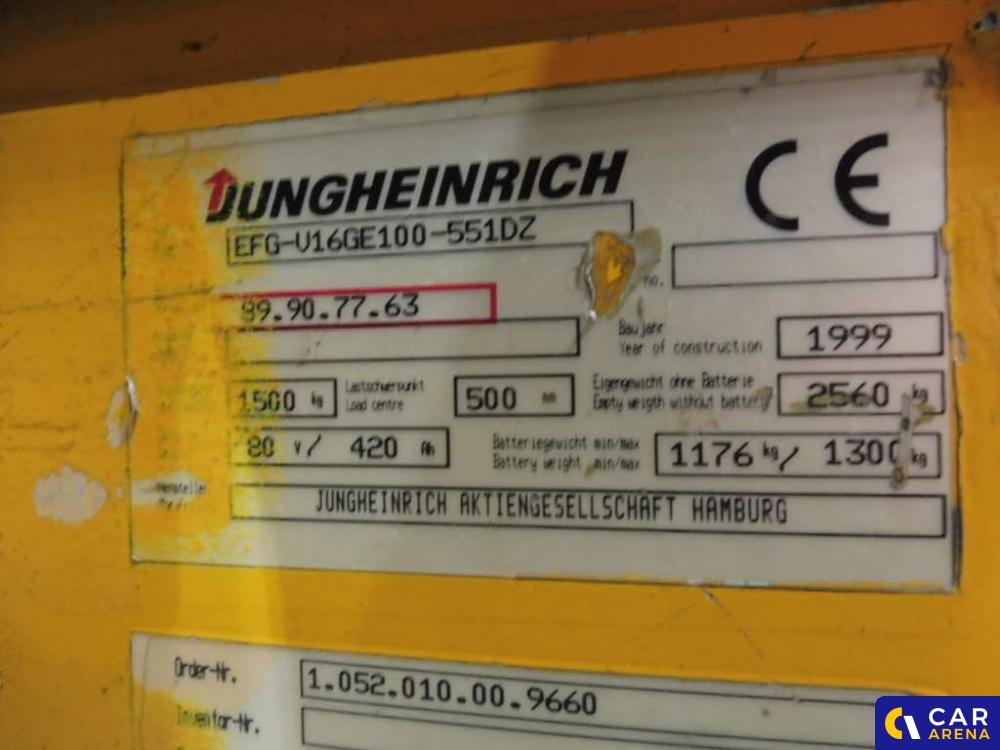 JUNGHEINRICH CE
EFG-V16GE100-551DZ
no.
89.90.77.63
Baujahr
Year of construction 1999
1500 kg Lastschwerpunkt
Load centre 500 mm Eigengewicht ohne Batterie
Empty weigth without battery 2560 kg
80 V/ 420 Ah Batteriegewicht min/max
Battery weight min/max 1176 kg/ 1300 kg
Hersteller
JUNGHEINRICH AKTIENGESELLSCHAFT HAMBURG
Order-Nr. 1.052.010.00.9660
Inventar-Nr.
CAR
ARENA